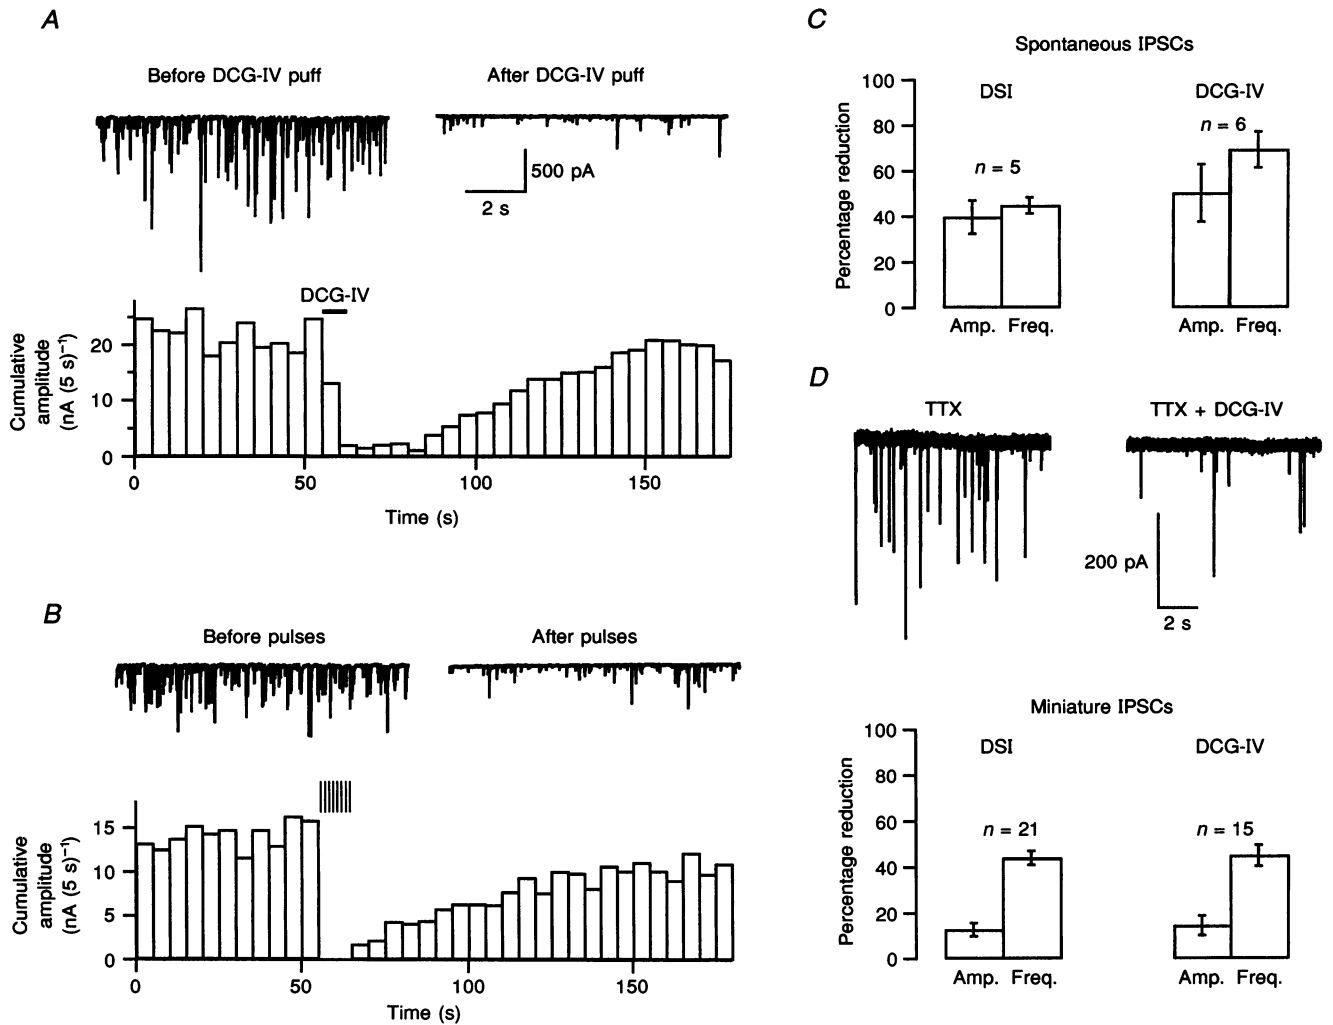 A
Before DCG-IV puff
After DCG-IV puff
500 pA
2 s
DCG-IV
Cumulative
amplitude
(nA (5 s)⁻¹)
20
10
0
0 50 100 150
Time (s)
B
Before pulses
After pulses
Cumulative
amplitude
(nA (5 s)⁻¹)
15
10
5
0
0 50 100 150
Time (s)
C
Spontaneous IPSCs
Percentage reduction
100
80
60
40
20
0
DSI
DCG-IV
n = 5
n = 6
Amp. Freq.
Amp. Freq.
D
TTX
TTX + DCG-IV
200 pA
2 s
Miniature IPSCs
Percentage reduction
100
80
60
40
20
0
DSI
DCG-IV
n = 21
n = 15
Amp. Freq.
Amp. Freq.